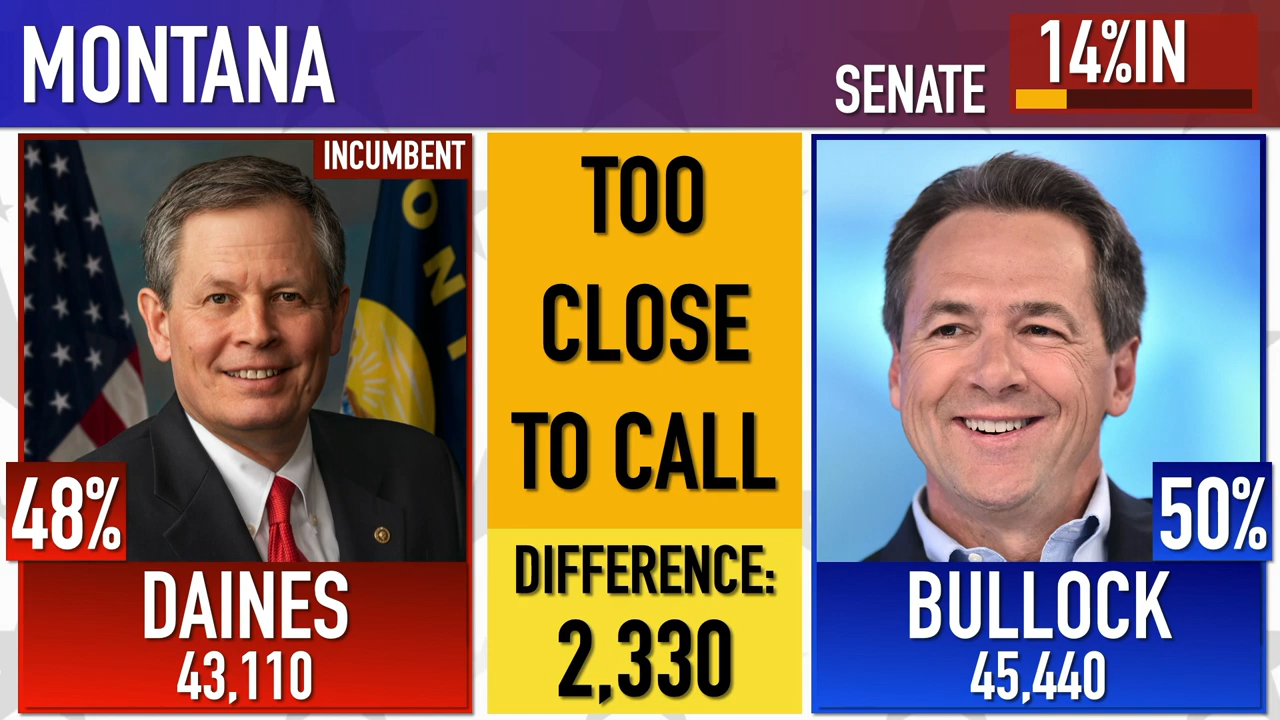 MONTANA
SENATE
14%IN
INCUMBENT
48%
DAINES
43,110
TOO
CLOSE
TO CALL
DIFFERENCE:
2,330
50%
BULLOCK
45,440